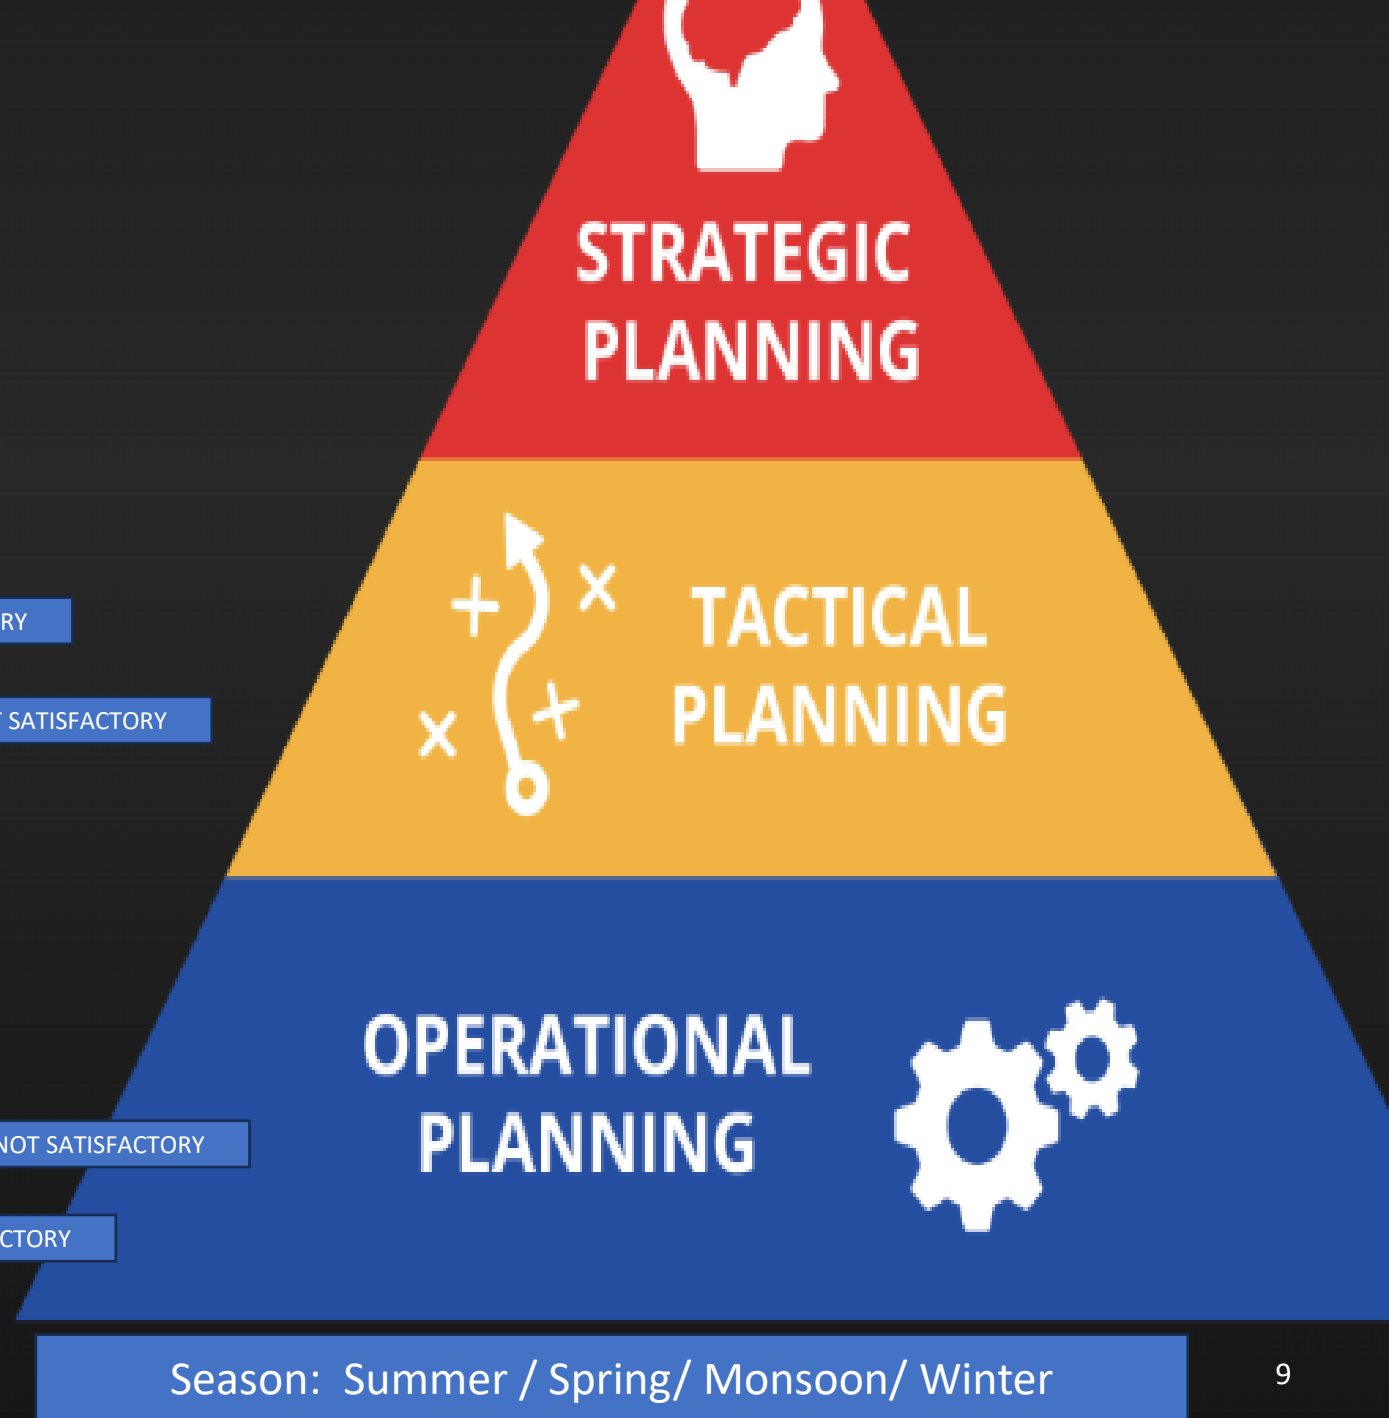 STRATEGIC
PLANNING
RY
TACTICAL
PLANNING
SATISFACTORY
OPERATIONAL
PLANNING
NOT SATISFACTORY
CTORY
Season:  Summer / Spring/ Monsoon/ Winter
9